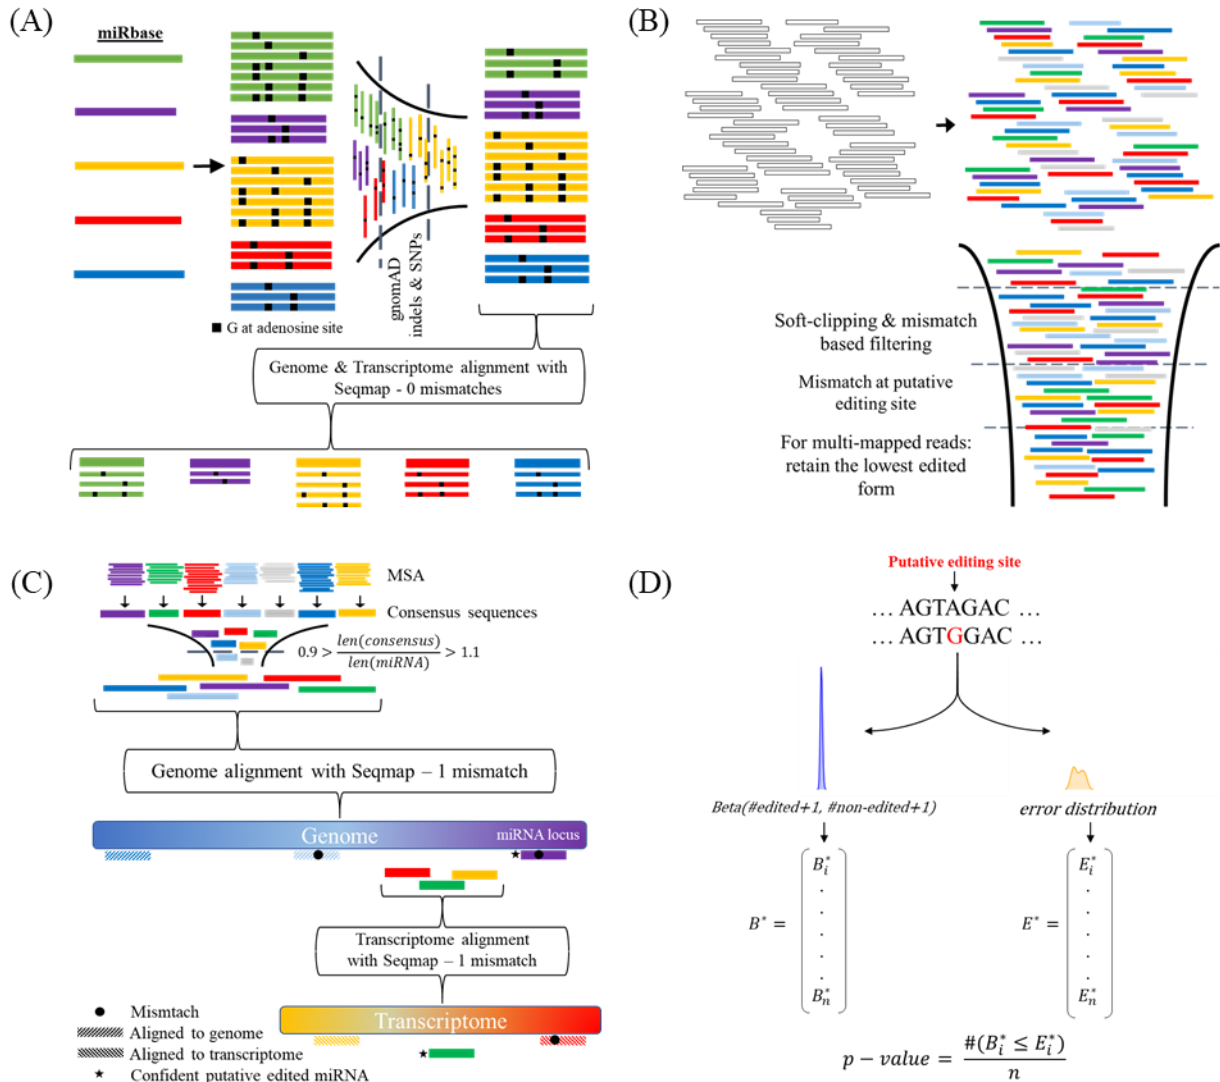 (A)
miRbase
gnomAD
indels & SNPs
■ G at adenosine site
Genome & Transcriptome alignment with
Seqmap - 0 mismatches
(B)
Soft-clipping & mismatch
based filtering
Mismatch at putative
editing site
For multi-mapped reads:
retain the lowest edited
form
(C)
MSA
Consensus sequences
0.9 > len(consensus) / len(miRNA) > 1.1
Genome alignment with Seqmap – 1 mismatch
Genome
miRNA locus
Transcriptome alignment
with Seqmap – 1 mismatch
Transcriptome
Mismtach
Aligned to genome
Aligned to transcriptome
Confident putative edited miRNA
(D)
Putative editing site
... AGTAGAC ...
... AGTGGAC ...
Beta(#edited+1, #non-edited+1)
error distribution
B* =
B*i
.
.
.
.
.
B*n
E* =
E*i
.
.
.
.
.
E*n
p − value = #(B*i ≤ E*i) / n